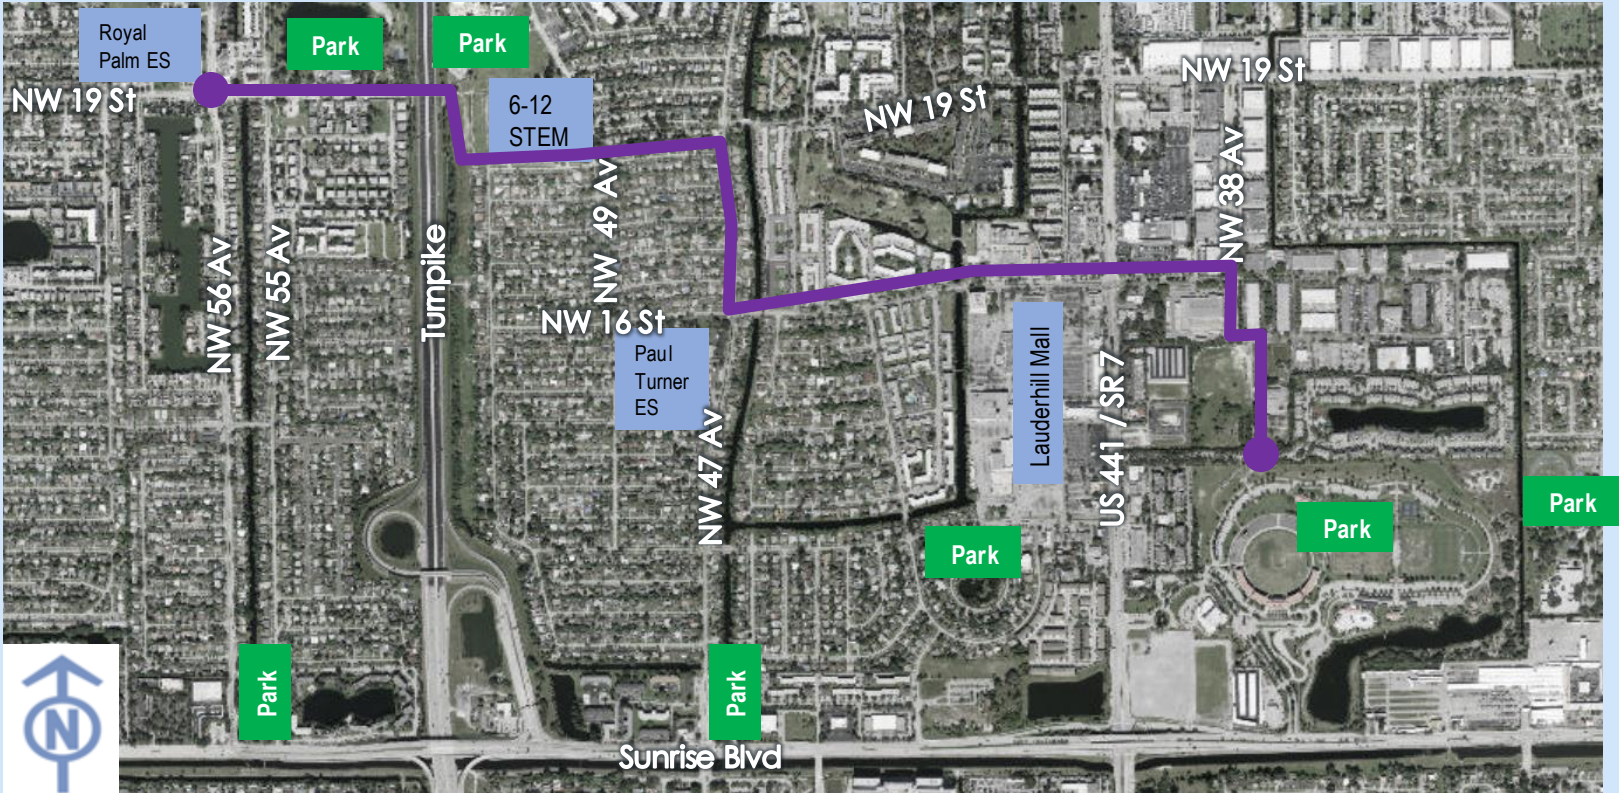 Royal
Palm ES
Park
Park
NW 19 St
NW 19 St
6-12
STEM
NW 19 St
NW 38 Av
NW 49 Av
NW 56 Av
NW 55 Av
Turnpike
NW 16 St
Paul
Turner
ES
NW 47 Av
Lauderhill Mall
US 441 / SR 7
Park
Park
Park
Park
Park
Sunrise Blvd
N